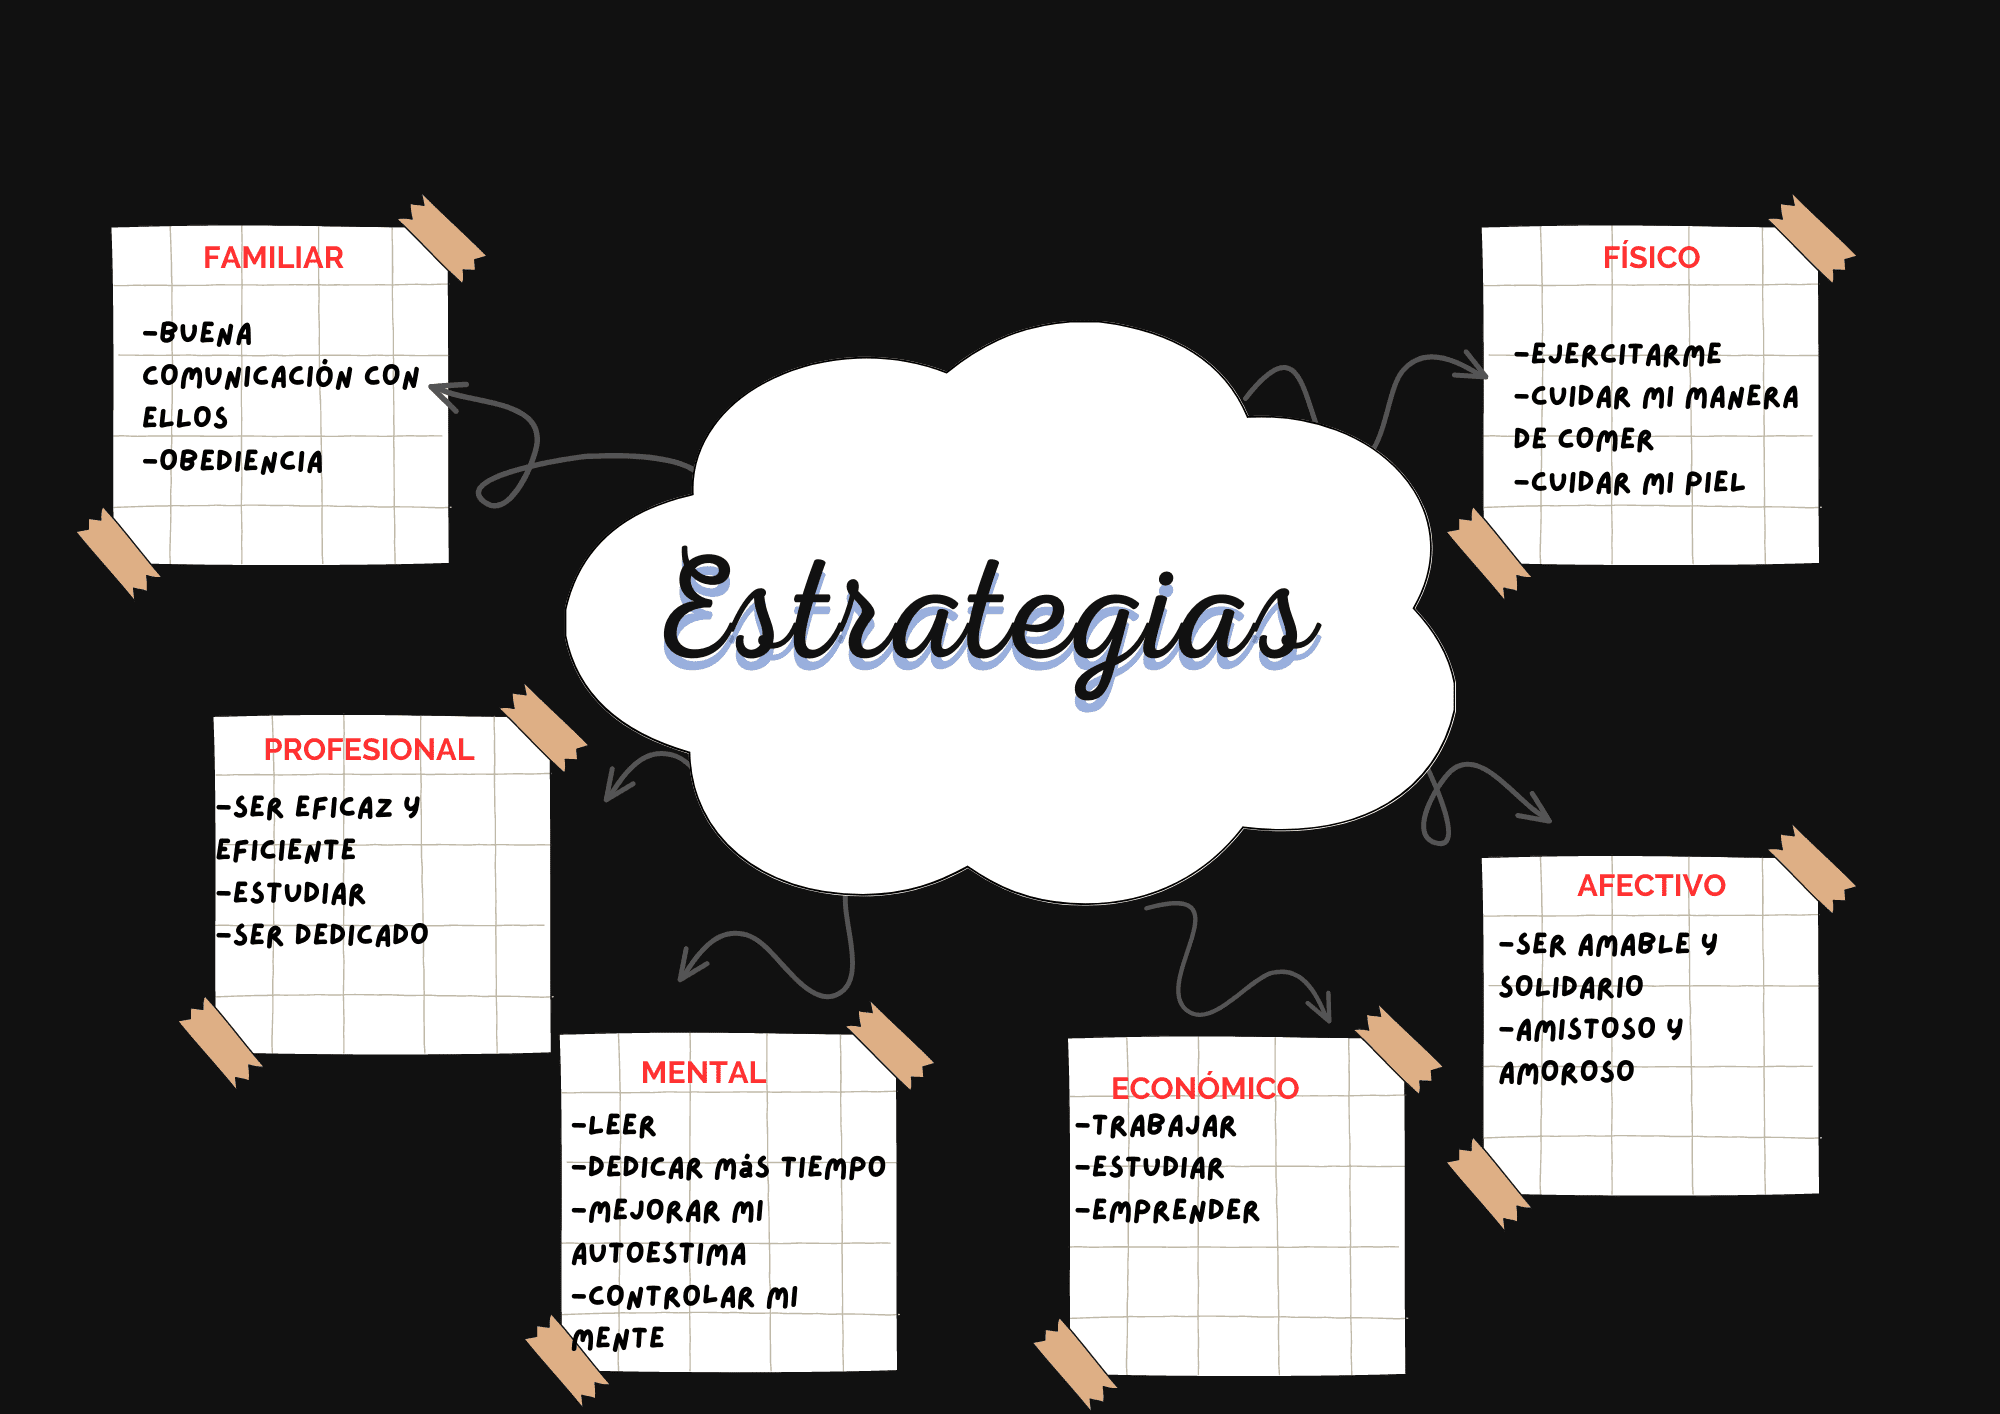 FAMILIAR
-BUENA
COMUNICACIÓN CON
ELLOS
-OBEDIENCIA
FÍSICO
-EJERCITARME
-CUIDAR MI MANERA
DE COMER
-CUIDAR MI PIEL
Estrategias
PROFESIONAL
-SER EFICAZ Y
EFICIENTE
-ESTUDIAR
-SER DEDICADO
AFECTIVO
-SER AMABLE Y
SOLIDARIO
-AMISTOSO Y
AMOROSO
MENTAL
-LEER
-DEDICAR MáS TIEMPO
-MEJORAR MI
AUTOESTIMA
-CONTROLAR MI
MENTE
ECONÓMICO
-TRABAJAR
-ESTUDIAR
-EMPRENDER